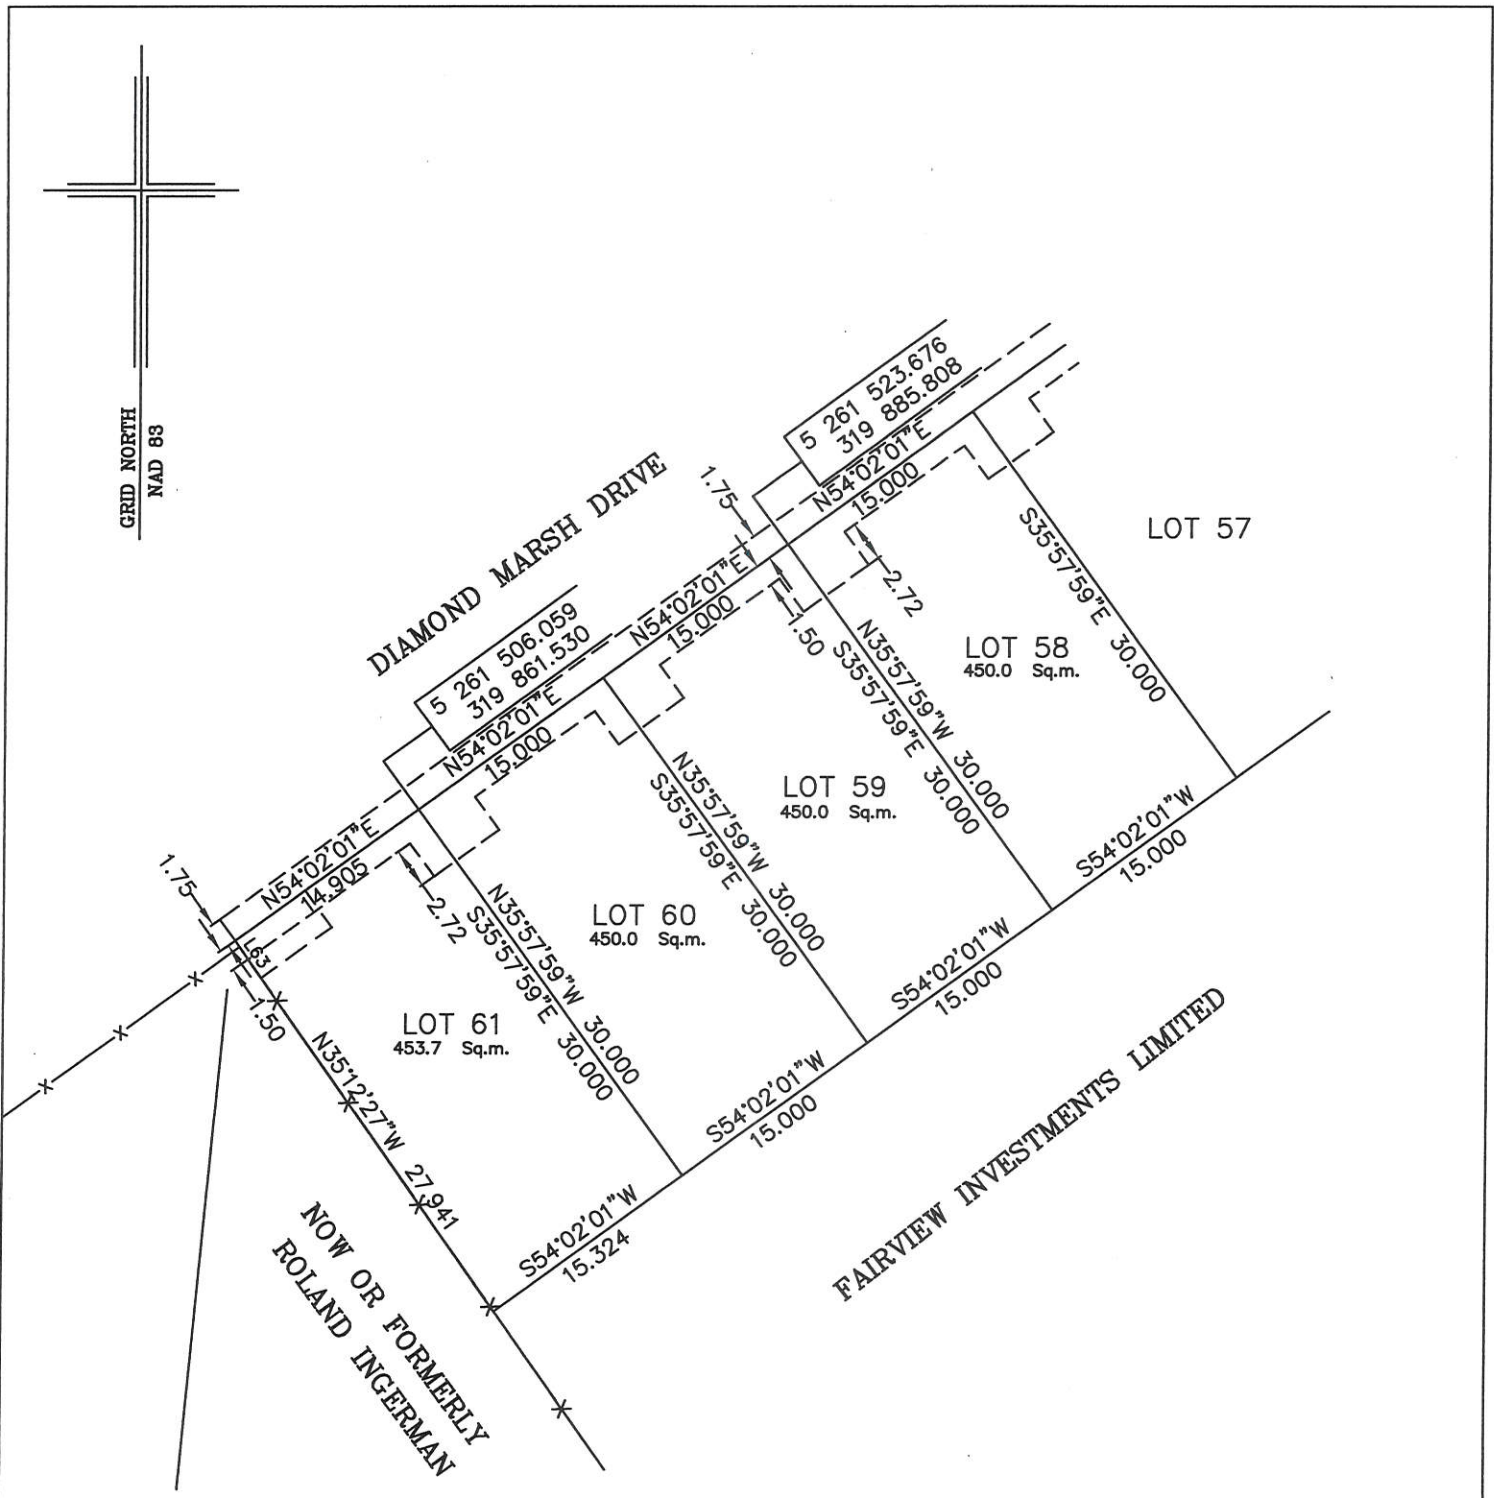 GRID NORTH
NAD 83
DIAMOND MARSH DRIVE
5 261 523.676
319 885.808
N54°02'01"E
15.000
1.75
LOT 57
S35°57'59"E 30.000
2.72
LOT 58
450.0 Sq.m.
N35°57'59"W 30.000
S35°57'59"E 30.000
1.50
S54°02'01"W
15.000
N54°02'01"E
15.000
5 261 506.059
319 861.530
N54°02'01"E
15.000
LOT 59
450.0 Sq.m.
N35°57'59"W 30.000
S35°57'59"E 30.000
S54°02'01"W
15.000
LOT 60
450.0 Sq.m.
N35°57'59"W 30.000
S35°57'59"E 30.000
S54°02'01"W
15.000
1.75
N54°02'01"E
14.905
2.72
1.50
LOT 61
453.7 Sq.m.
N35°12'27"W 27.941
S54°02'01"W
15.324
NOW OR FORMERLY
ROLAND INGERMAN
FAIRVIEW INVESTMENTS LIMITED